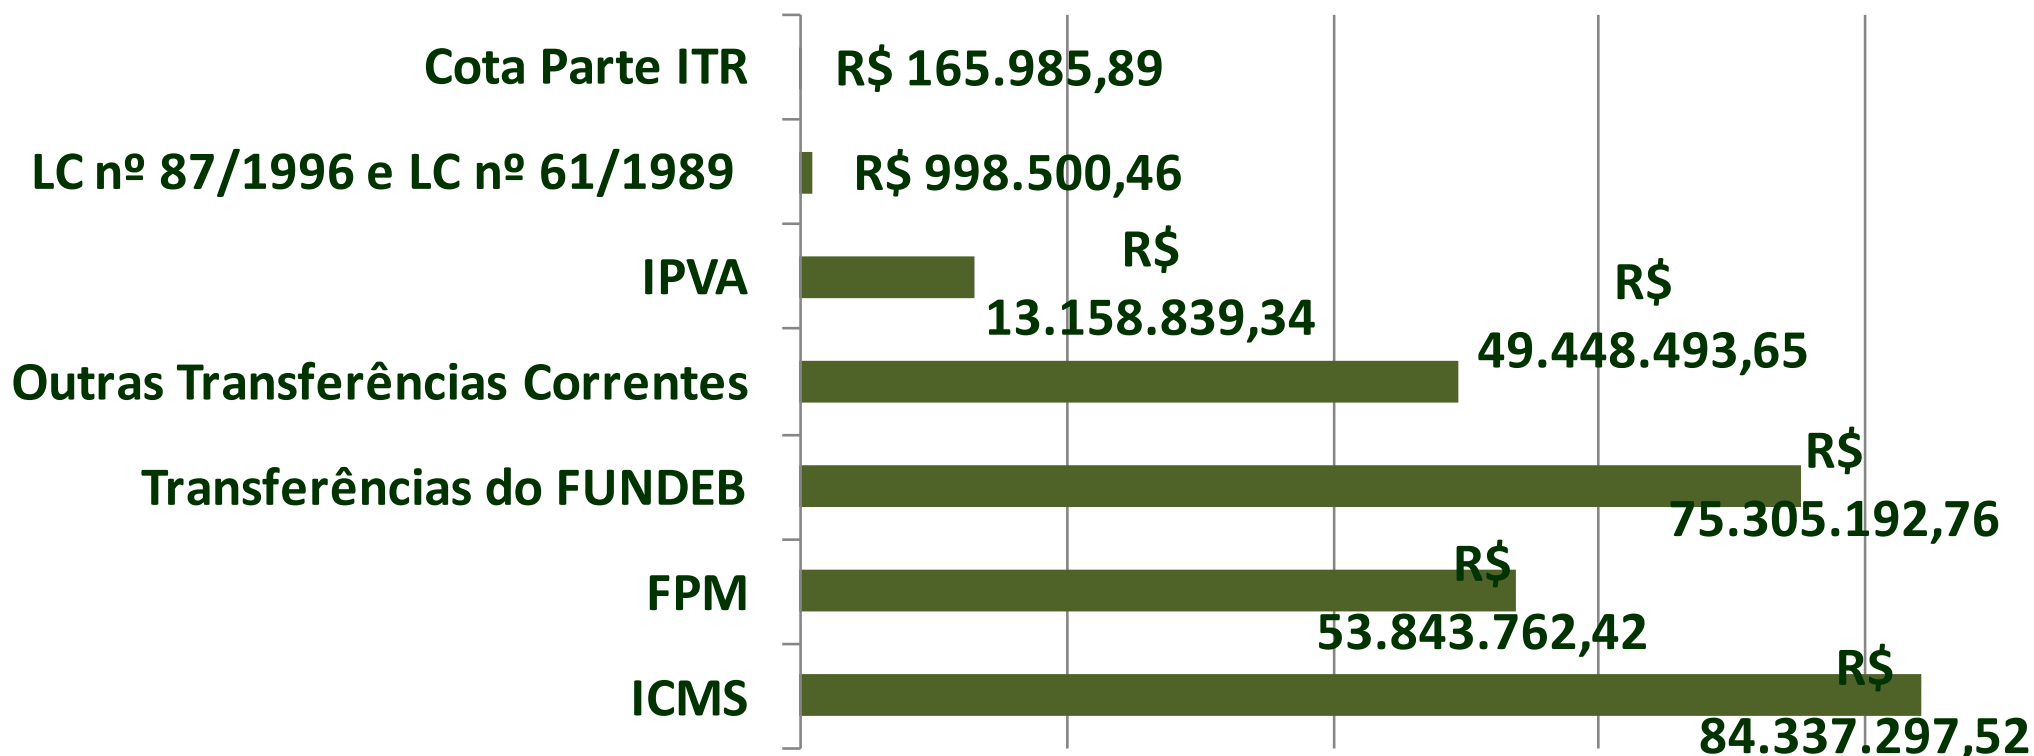 Cota Parte ITR
R$ 165.985,89
LC nº 87/1996 e LC nº 61/1989
R$ 998.500,46
IPVA
R$
13.158.839,34
Outras Transferências Correntes
R$
49.448.493,65
Transferências do FUNDEB
R$
75.305.192,76
FPM
R$
53.843.762,42
ICMS
R$
84.337.297,52